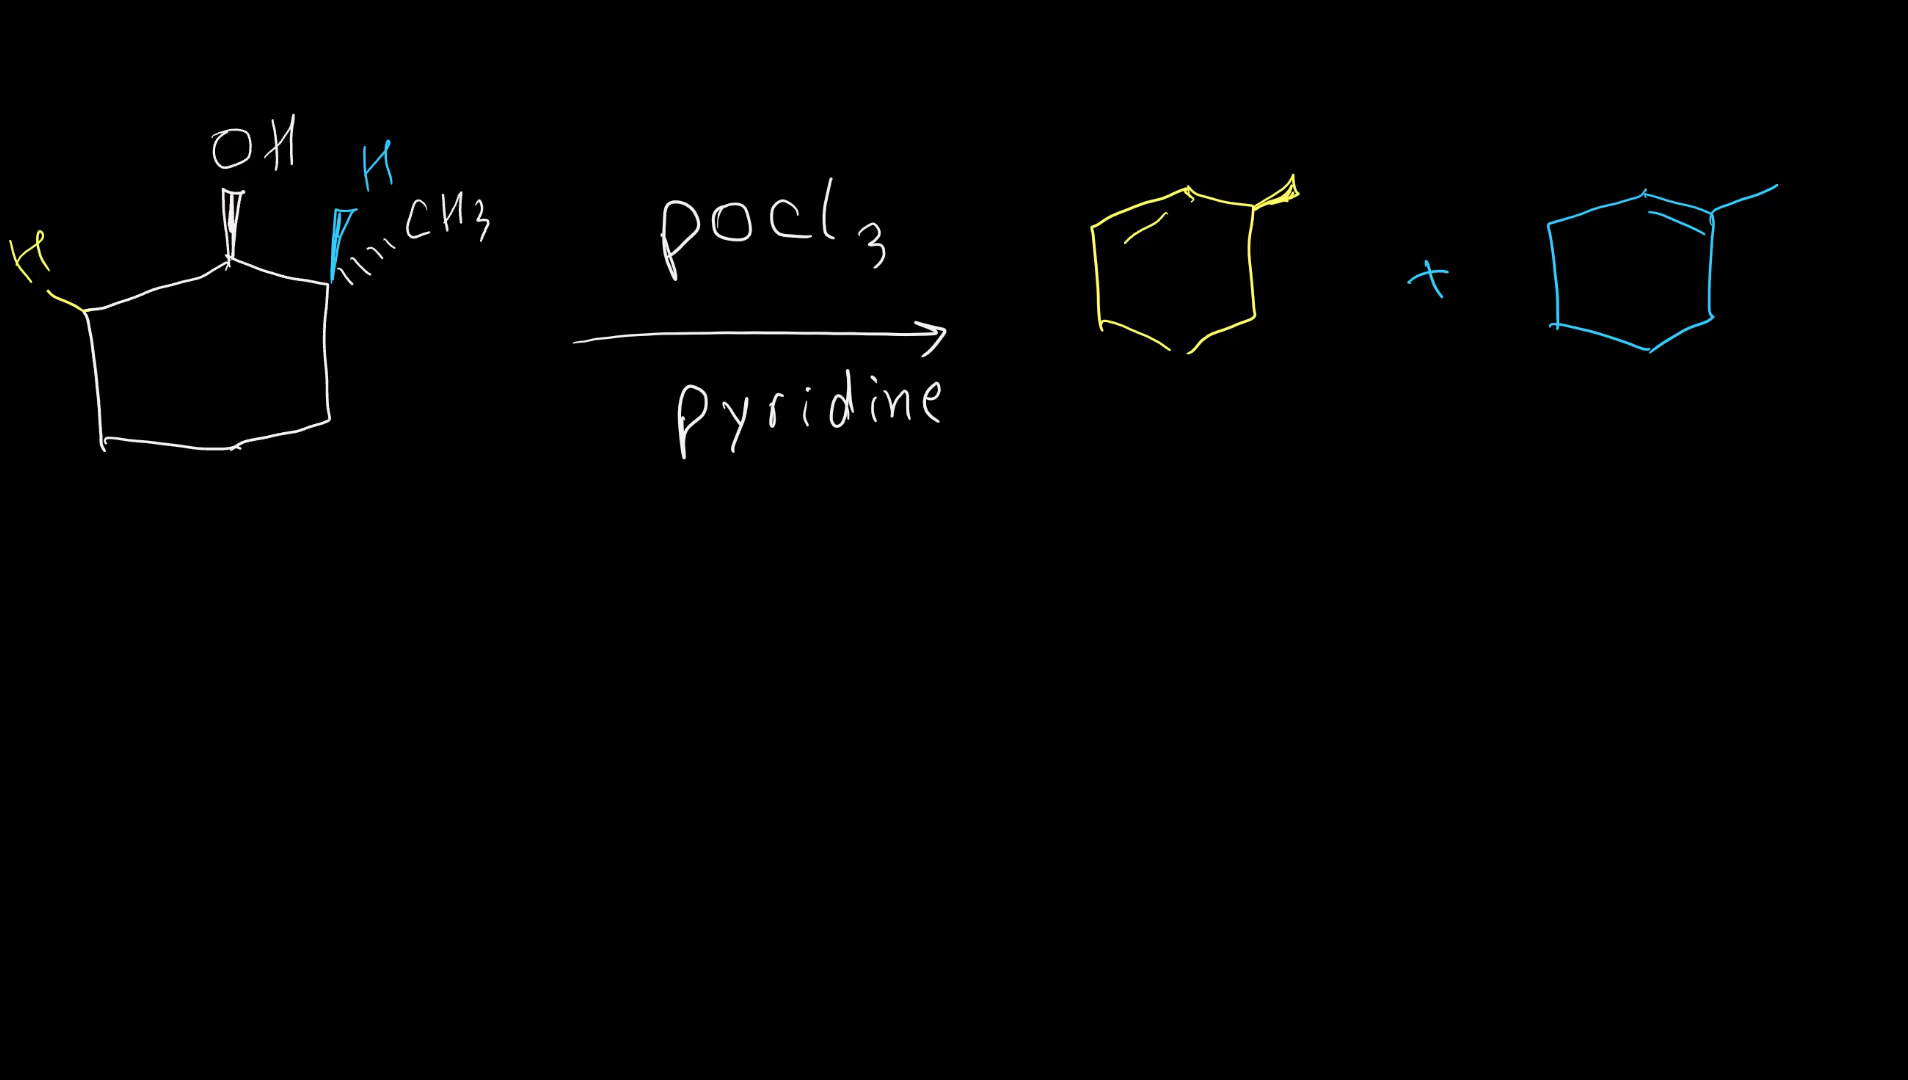 OH
H
CH3
H
POCl3
pyridine
+